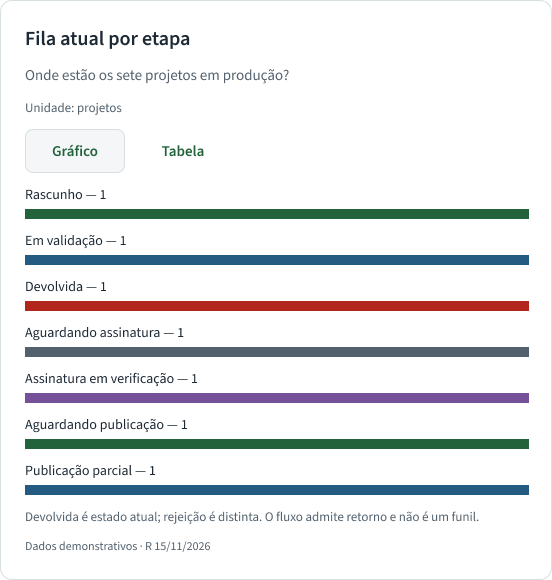 Fila atual por etapa
Onde estão os sete projetos em produção?
Unidade: projetos
Gráfico
Tabela
Rascunho — 1
Em validação — 1
Devolvida — 1
Aguardando assinatura — 1
Assinatura em verificação — 1
Aguardando publicação — 1
Publicação parcial — 1
Devolvida é estado atual; rejeição é distinta. O fluxo admite retorno e não é um funil.
Dados demonstrativos · R 15/11/2026